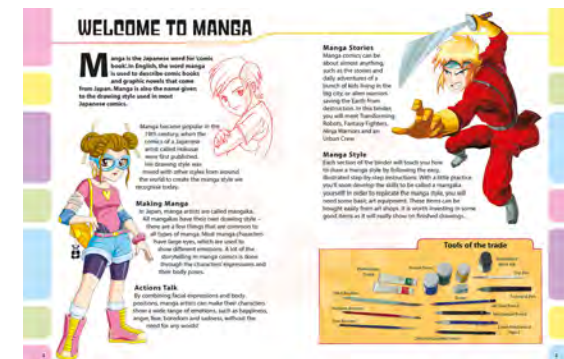 WELCOME TO MANGA
Manga is the Japanese word for 'comic
book'. In English, the word manga
is used to describe comic books
and graphic novels that come
from Japan. Manga is also the name given
to the drawing style used in most
Japanese comics.
Manga became popular in the
19th century, when the
comics of a Japanese
artist called Hokusai
were first published.
His drawing style was
mixed with other styles from around
the world to create the manga style we
recognise today.
Making Manga
In Japan, manga artists are called mangaka.
All mangakas have their own drawing style –
there are a few things that are common to
all types of manga. Most manga characters
have large eyes, which are used to
show different emotions. A lot of the
storytelling in manga comics is done
through the characters' expressions and
their body poses.
Actions Talk
By combining facial expressions and body
positions, manga artists can make their characters
show a wide range of emotions, such as happiness,
anger, fear, boredom and sadness, without the
need for any words!
Manga Stories
Manga comics can be
about almost anything,
such as the stories and
daily adventures of a
bunch of kids living in the
big city, or alien warriors
saving the Earth from
destruction. In this binder,
you will meet Transforming
Robots, Fantasy Fighters,
Ninja Warriors and an
Urban Crew.
Manga Style
Each section of the binder will teach you how
to draw a manga style by following the easy,
illustrated step-by-step instructions. With a little practice,
you'll soon develop the skills to be called a mangaka
yourself! In order to replicate the manga style, you will
need some basic art equipment. These items can be
bought easily from art shops. It is worth investing in some
good items as it will really show on finished drawings.
Tools of the trade